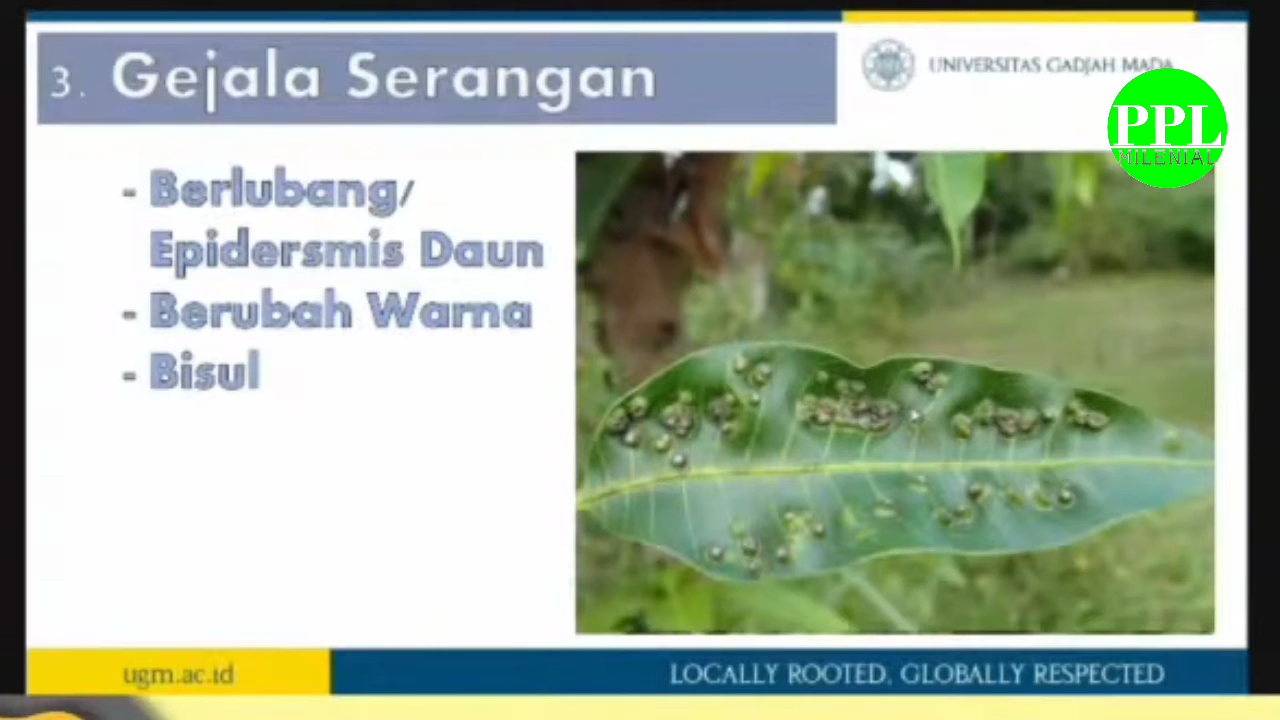 3. Gejala Serangan
UNIVERSITAS GADJAH MADA
PPL
MILENIAL
- Berlubang/
Epidersmis Daun
- Berubah Warna
- Bisul
ugm.ac.id
LOCALLY ROOTED, GLOBALLY RESPECTED